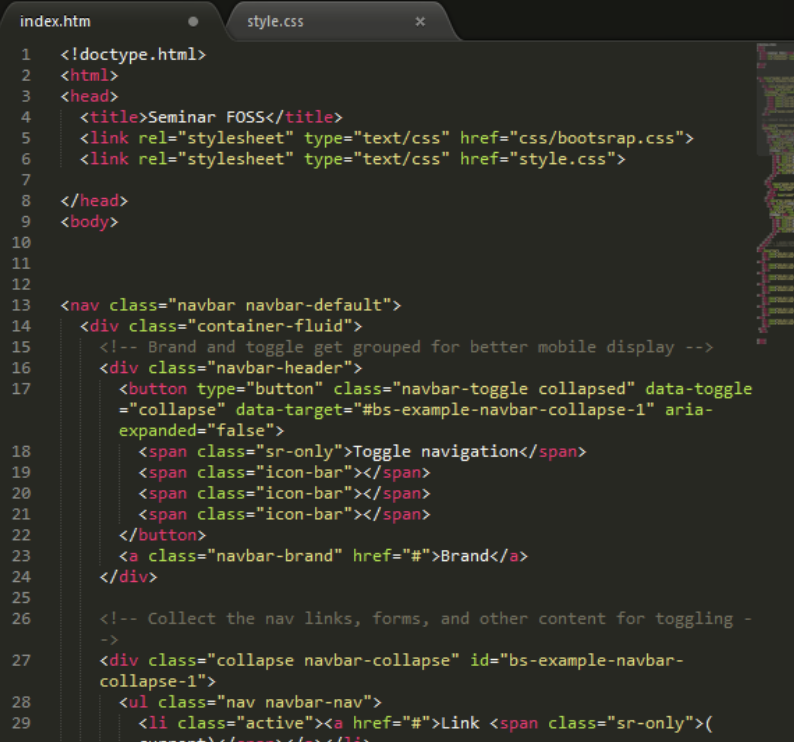 index.htm
style.css ×
1 <!doctype.html>
2 <html>
3 <head>
4 <title>Seminar FOSS</title>
5 <link rel="stylesheet" type="text/css" href="css/bootsrap.css">
6 <link rel="stylesheet" type="text/css" href="style.css">
7
8 </head>
9 <body>
10
11
12
13 <nav class="navbar navbar-default">
14 <div class="container-fluid">
15 <!-- Brand and toggle get grouped for better mobile display -->
16 <div class="navbar-header">
17 <button type="button" class="navbar-toggle collapsed" data-toggle
="collapse" data-target="#bs-example-navbar-collapse-1" aria-
expanded="false">
18 <span class="sr-only">Toggle navigation</span>
19 <span class="icon-bar"></span>
20 <span class="icon-bar"></span>
21 <span class="icon-bar"></span>
22 </button>
23 <a class="navbar-brand" href="#">Brand</a>
24 </div>
25
26 <!-- Collect the nav links, forms, and other content for toggling -
->
27 <div class="collapse navbar-collapse" id="bs-example-navbar-
collapse-1">
28 <ul class="nav navbar-nav">
29 <li class="active"><a href="#">Link <span class="sr-only">(
current)</span></a></li>